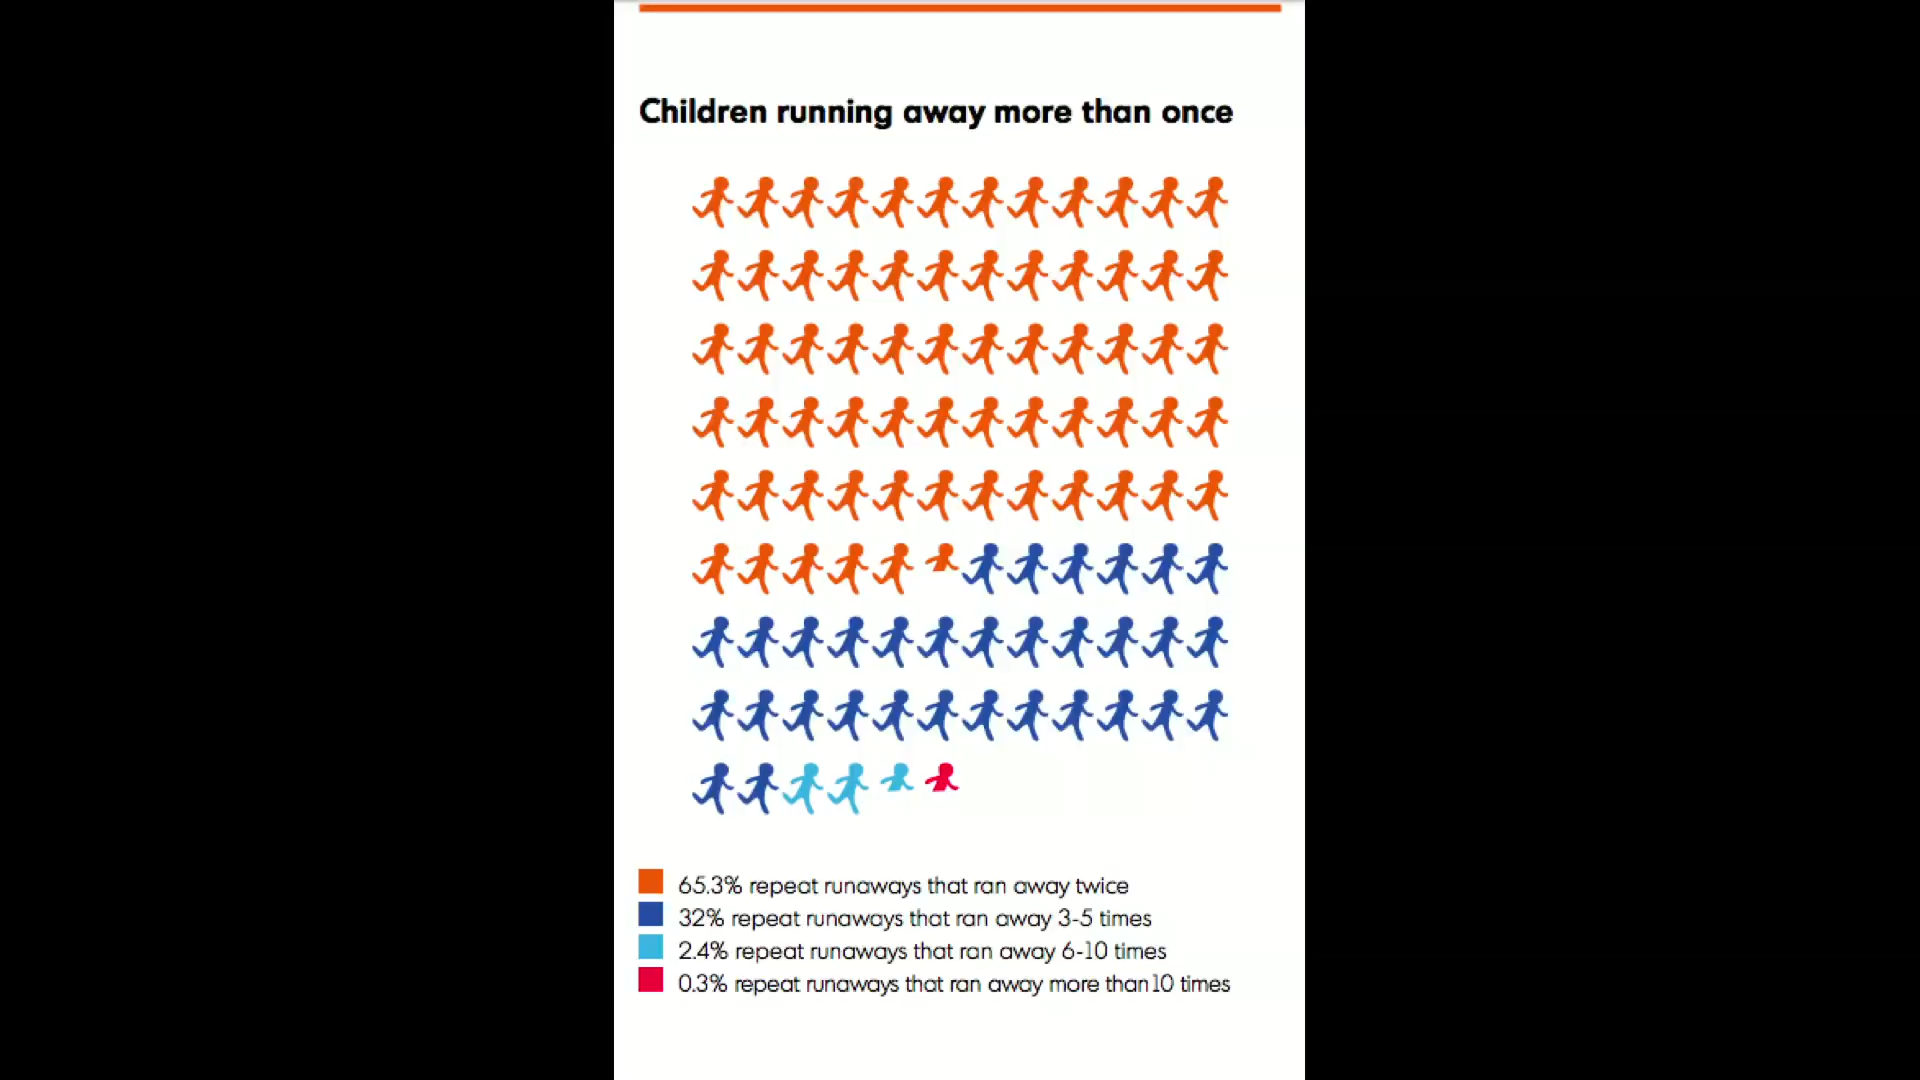 Children running away more than once
65.3% repeat runaways that ran away twice
32% repeat runaways that ran away 3-5 times
2.4% repeat runaways that ran away 6-10 times
0.3% repeat runaways that ran away more than 10 times